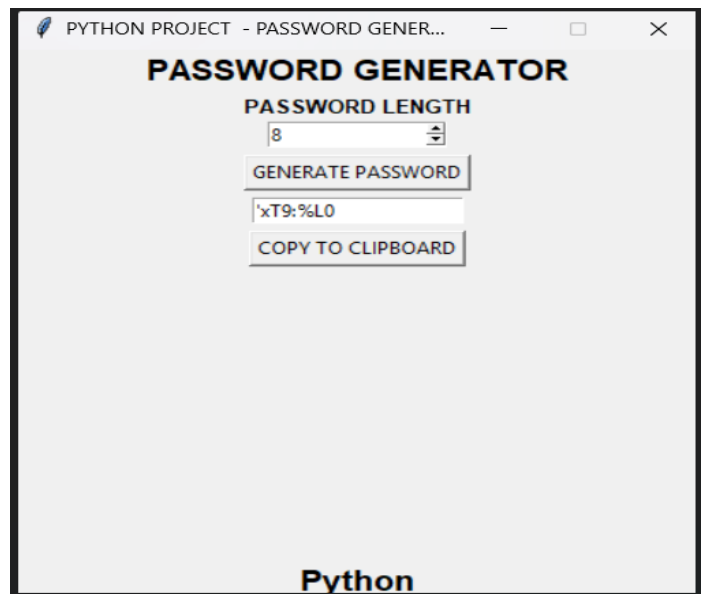 PYTHON PROJECT - PASSWORD GENER...
PASSWORD GENERATOR
PASSWORD LENGTH
8
GENERATE PASSWORD
'xT9:%L0
COPY TO CLIPBOARD
Python